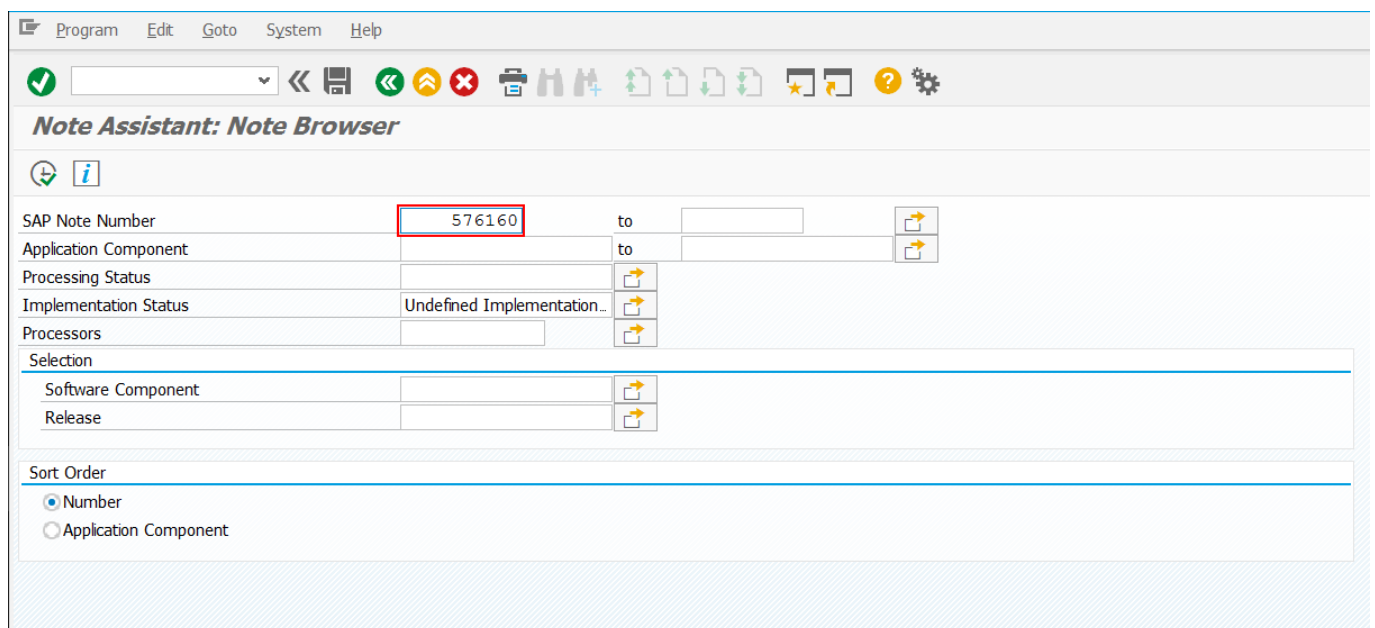 Program Edit Goto System Help
Note Assistant: Note Browser
i
SAP Note Number 576160 to
Application Component to
Processing Status
Implementation Status Undefined Implementation...
Processors
Selection
Software Component
Release
Sort Order
Number
Application Component